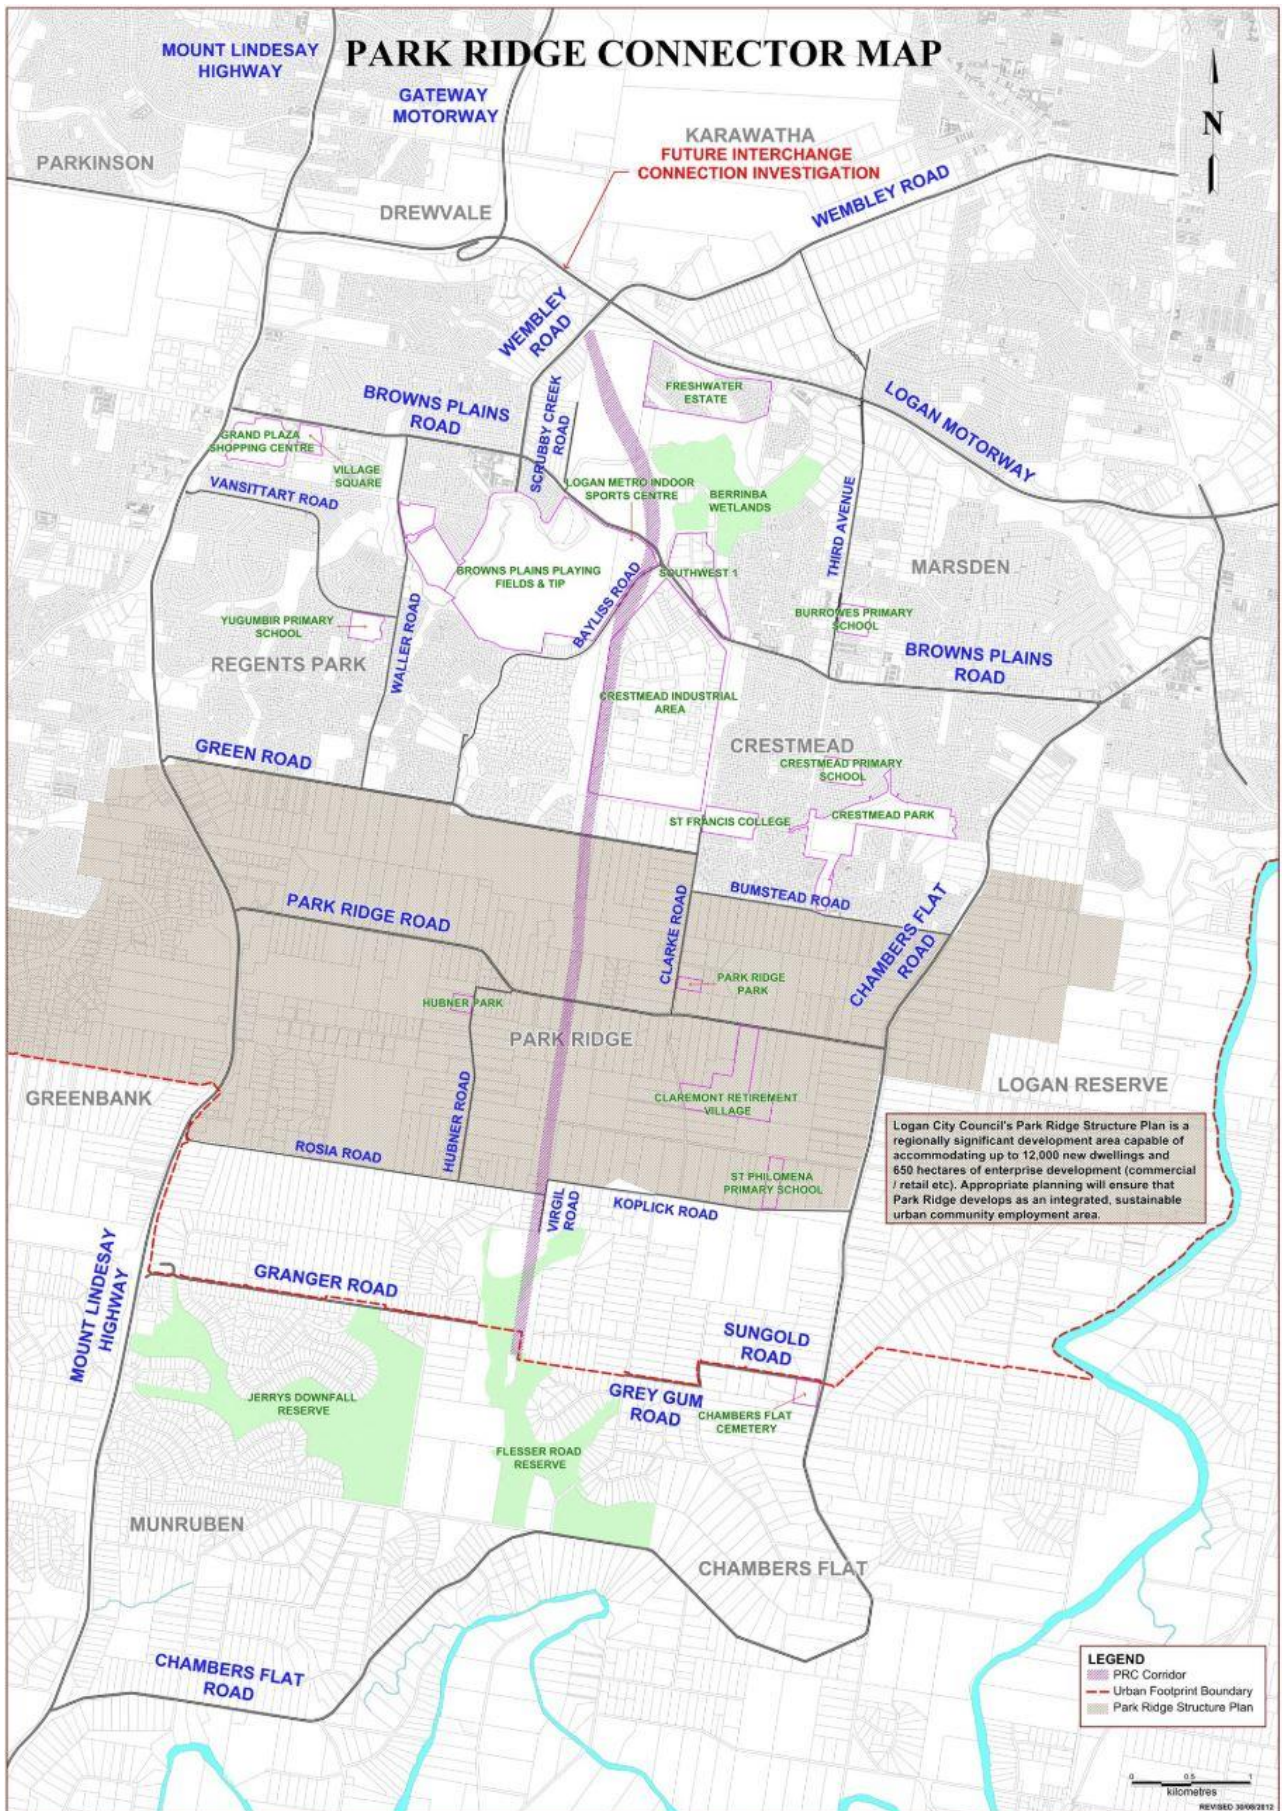 PARK RIDGE CONNECTOR MAP
MOUNT LINDESAY
HIGHWAY
GATEWAY
MOTORWAY
N
KARAWATHA
FUTURE INTERCHANGE
CONNECTION INVESTIGATION
PARKINSON
WEMBLEY ROAD
DREWVALE
WEMBLEY
ROAD
FRESHWATER
ESTATE
BROWNS PLAINS
ROAD
SCRUBBY CREEK
ROAD
LOGAN MOTORWAY
GRAND PLAZA
SHOPPING CENTRE
VILLAGE
SQUARE
VANSITTART ROAD
LOGAN METRO INDOOR
SPORTS CENTRE
BERRINBA
WETLANDS
THIRD AVENUE
MARSDEN
BROWNS PLAINS PLAYING
FIELDS & TIP
SOUTHWEST 1
BAYLISS ROAD
WALLER ROAD
YUGUMBIR PRIMARY
SCHOOL
BURROWES PRIMARY
SCHOOL
REGENTS PARK
BROWNS PLAINS
ROAD
CRESTMEAD INDUSTRIAL
AREA
GREEN ROAD
CRESTMEAD
CRESTMEAD PRIMARY
SCHOOL
ST FRANCIS COLLEGE
CRESTMEAD PARK
BUMSTEAD ROAD
PARK RIDGE ROAD
CLARKE ROAD
CHAMBERS FLAT
ROAD
PARK RIDGE
PARK
HUBNER PARK
PARK RIDGE
GREENBANK
LOGAN RESERVE
CLAREMONT RETIREMENT
VILLAGE
HUBNER ROAD
Logan City Council's Park Ridge Structure Plan is a
regionally significant development area capable of
accommodating up to 12,000 new dwellings and
650 hectares of enterprise development (commercial
/ retail etc). Appropriate planning will ensure that
Park Ridge develops as an integrated, sustainable
urban community employment area.
ROSIA ROAD
ST PHILOMENA
PRIMARY SCHOOL
VIRGIL
ROAD
KOPLICK ROAD
MOUNT LINDESAY
HIGHWAY
GRANGER ROAD
SUNGOLD
ROAD
JERRYS DOWNFALL
RESERVE
GREY GUM
ROAD
CHAMBERS FLAT
CEMETERY
FLESSER ROAD
RESERVE
MUNRUBEN
CHAMBERS FLAT
CHAMBERS FLAT
ROAD
LEGEND
PRC Corridor
Urban Footprint Boundary
Park Ridge Structure Plan
0 0.5 1
kilometres